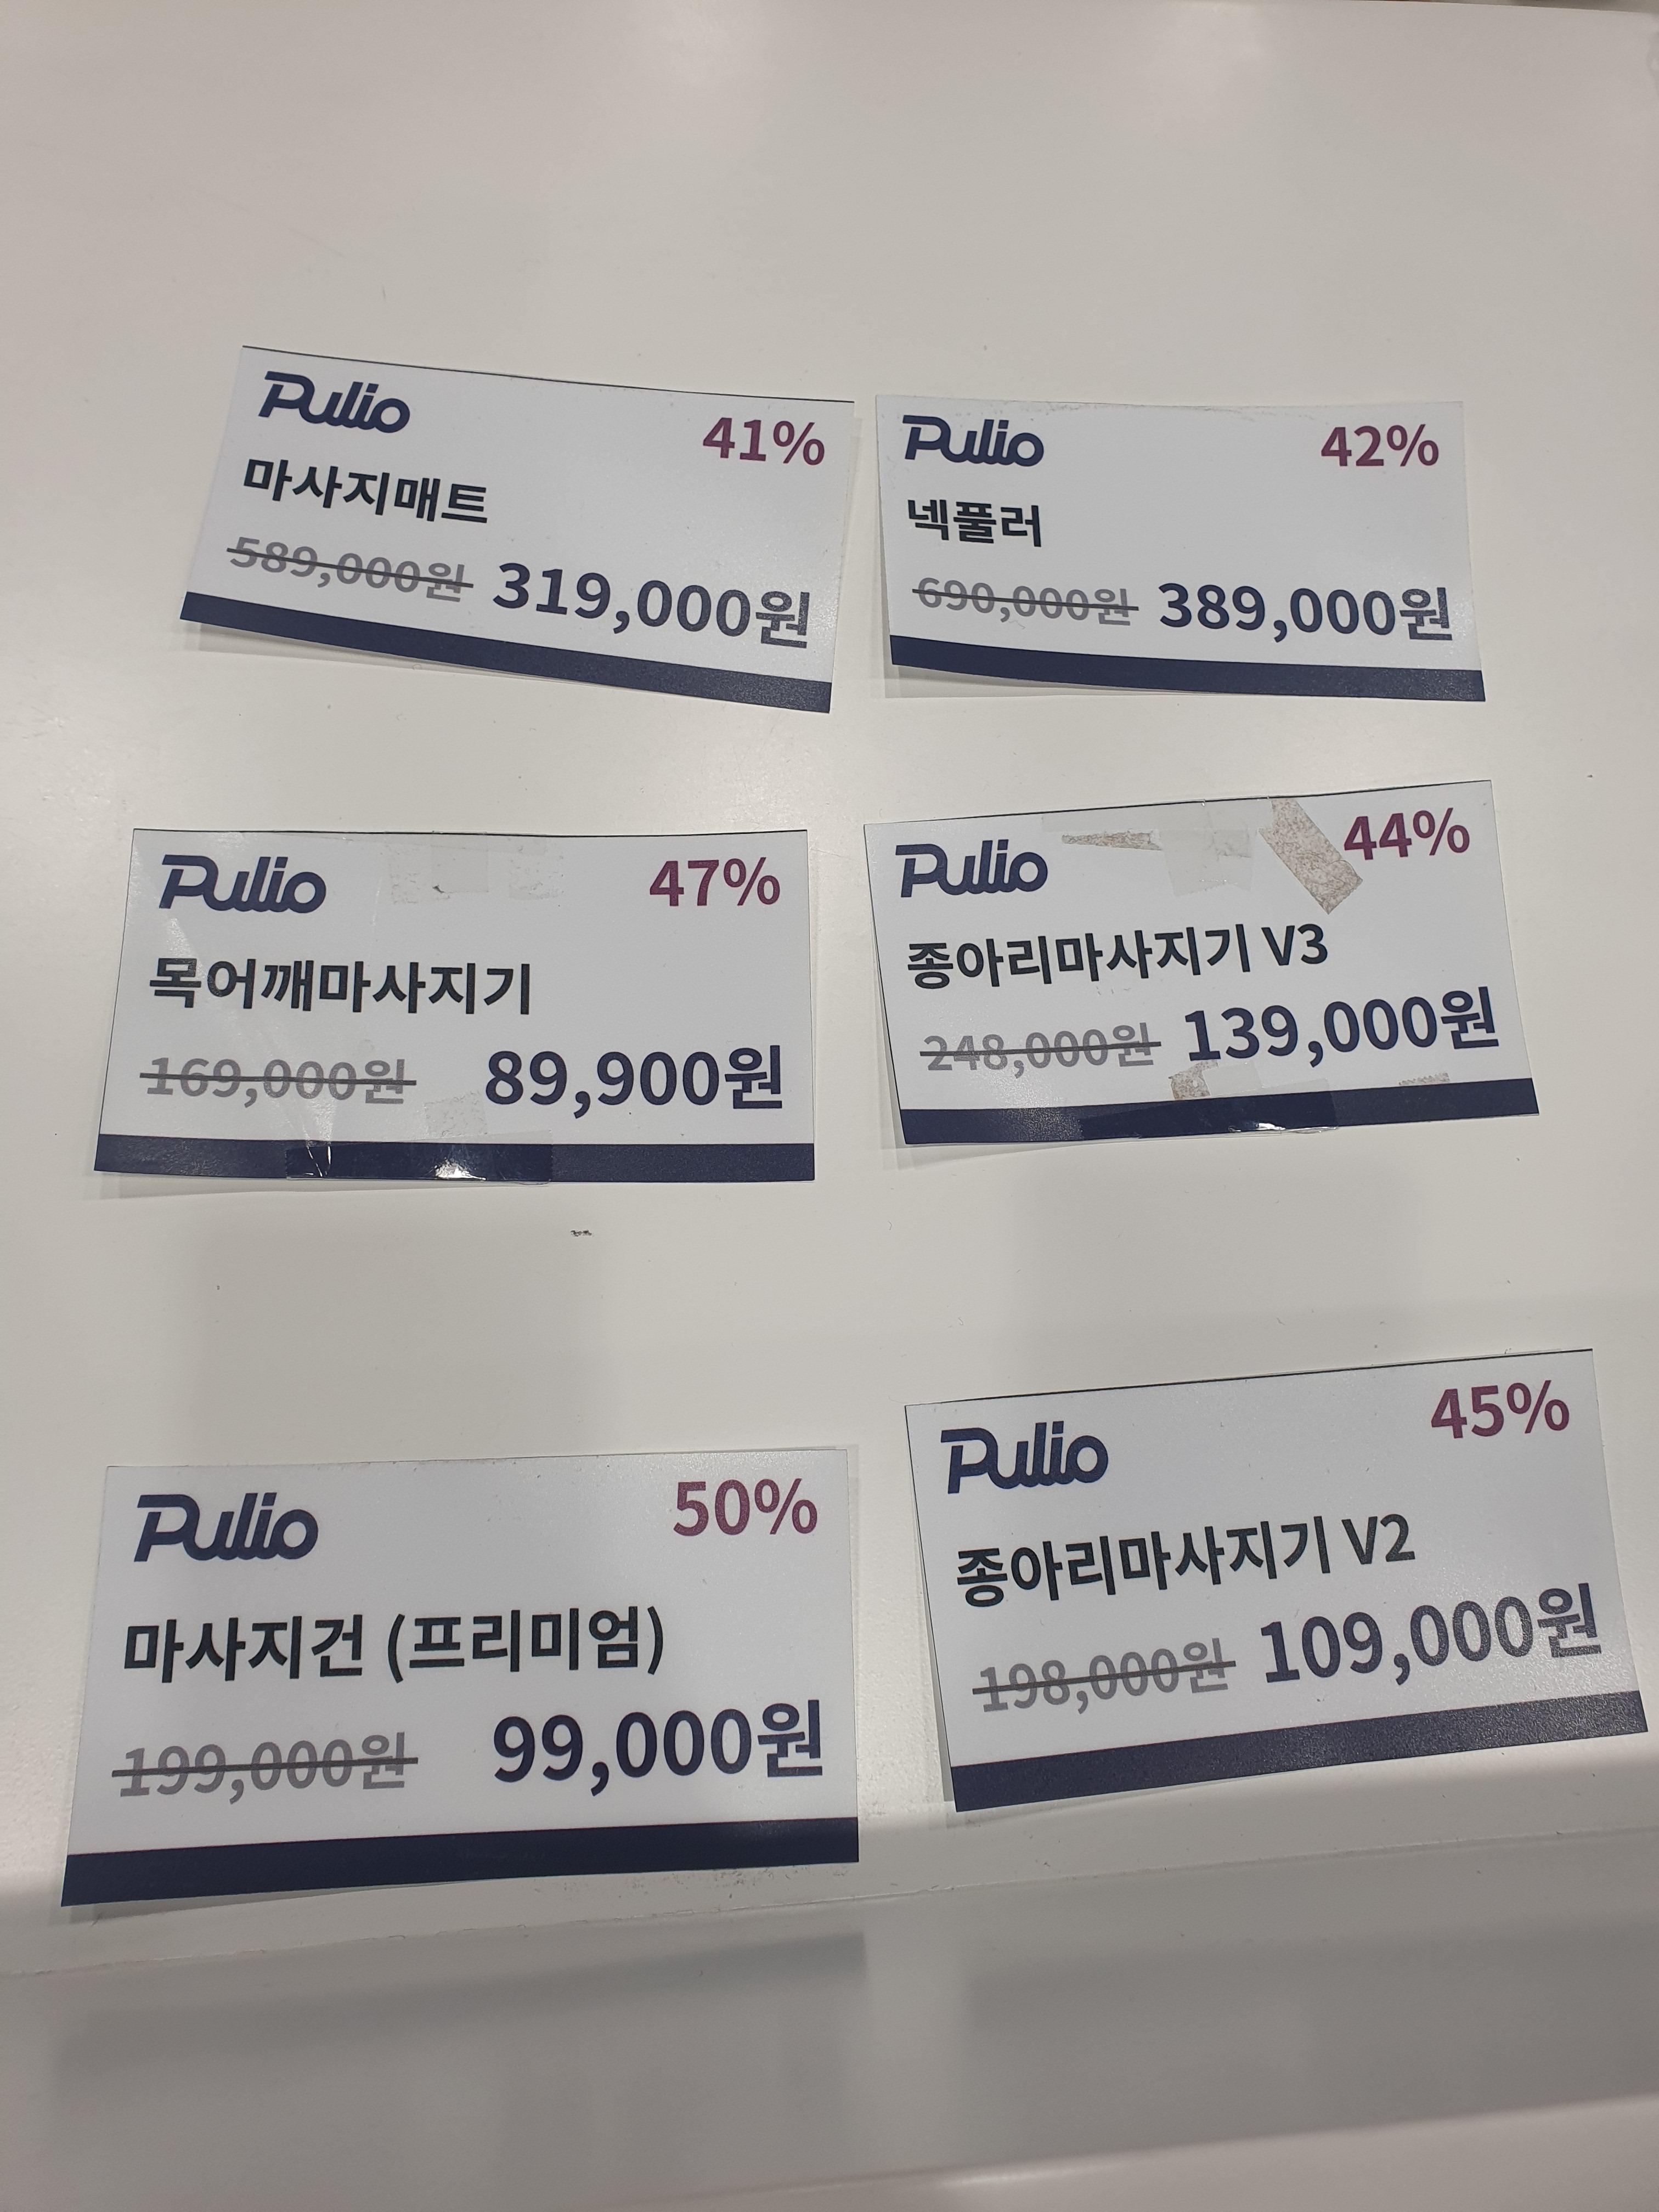 Pulio
41%
마사지매트
589,000원 319,000원
Pulio
42%
넥풀러
690,000원 389,000원
Pulio
47%
목어깨마사지기
169,000원 89,900원
Pulio
44%
종아리마사지기 V3
248,000원 139,000원
Pulio
50%
마사지건 (프리미엄)
199,000원 99,000원
Pulio
45%
종아리마사지기 V2
198,000원 109,000원